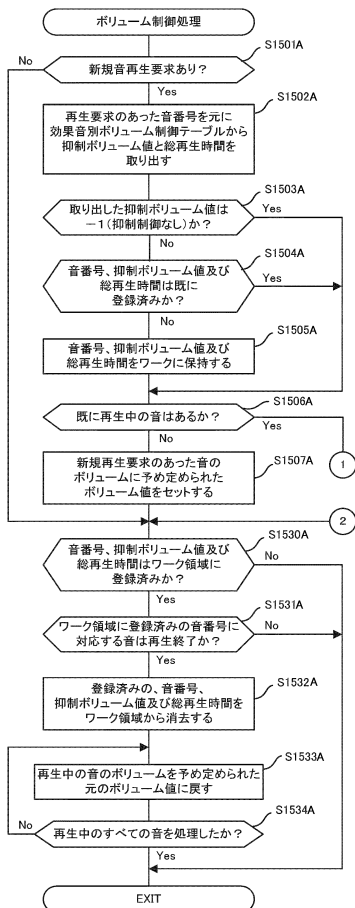 ボリューム制御処理
S1501A
新規音再生要求あり？
No
Yes
S1502A
再生要求のあった音番号を元に
効果音別ボリューム制御テーブルから
抑制ボリューム値と総再生時間を
取り出す
S1503A
取り出した抑制ボリューム値は
－1(抑制制御なし)か？
Yes
No
S1504A
音番号、抑制ボリューム値及び
総再生時間は既に
登録済みか？
Yes
No
S1505A
音番号、抑制ボリューム値及び
総再生時間をワークに保持する
S1506A
既に再生中の音はあるか？
Yes
No
1
S1507A
新規再生要求のあった音の
ボリュームに予め定められた
ボリューム値をセットする
2
S1530A
音番号、抑制ボリューム値及び
総再生時間はワーク領域に
登録済みか？
No
Yes
S1531A
ワーク領域に登録済みの音番号に
対応する音は再生終了か？
No
Yes
S1532A
登録済みの、音番号、
抑制ボリューム値及び総再生時間を
ワーク領域から消去する
S1533A
再生中の音のボリュームを予め定められた
元のボリューム値に戻す
S1534A
再生中のすべての音を処理したか？
No
Yes
EXIT